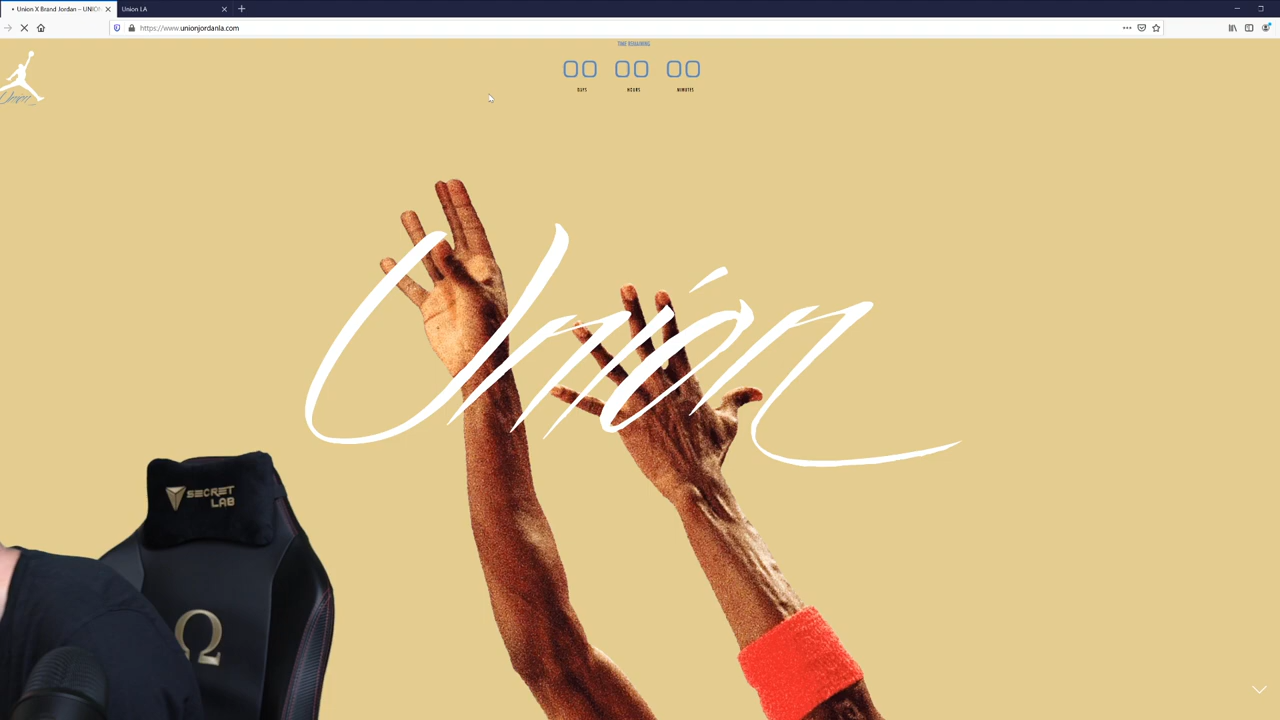 Union X Brand Jordan – UNION
Union LA
https://www.unionjordanla.com
TIME REMAINING
00 00 00
DAYS HOURS MINUTES
Union
Union
SECRET
LAB